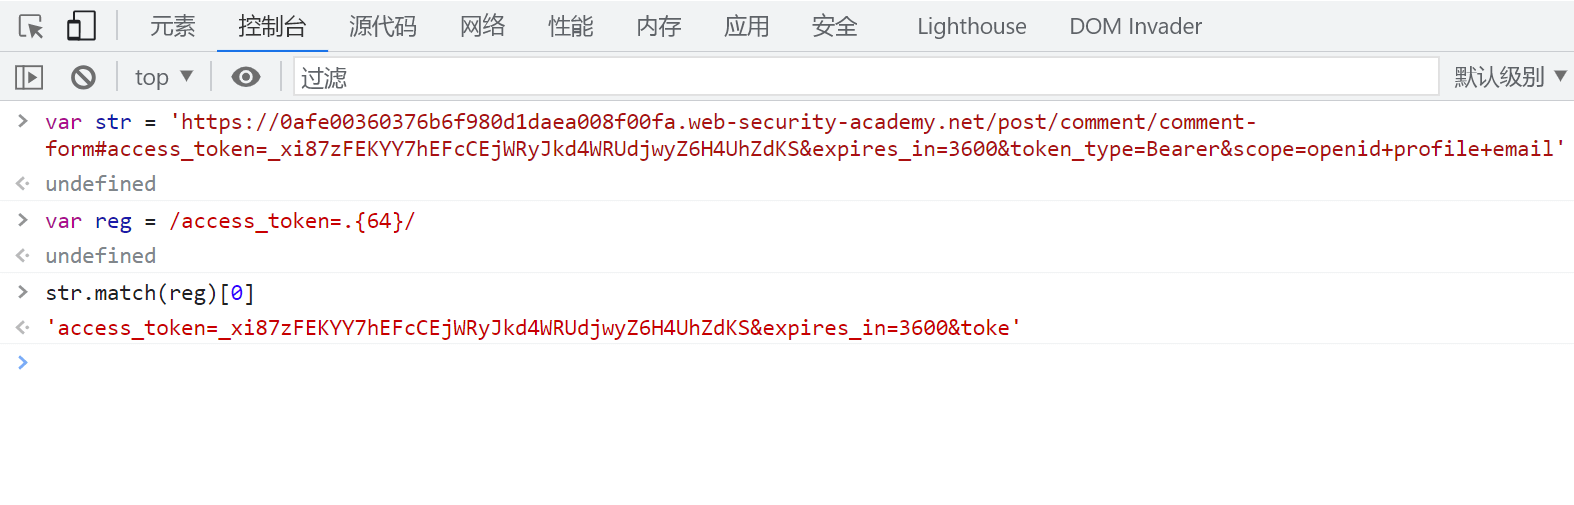 元素 控制台 源代码 网络 性能 内存 应用 安全 Lighthouse DOM Invader
top 过滤 默认级别
var str = 'https://0afe00360376b6f980d1daea008f00fa.web-security-academy.net/post/comment/comment-
form#access_token=_xi87zFEKYY7hEFcCEjWRyJkd4WRUdjwyZ6H4UhZdKS&expires_in=3600&token_type=Bearer&scope=openid+profile+email'
undefined
var reg = /access_token=.{64}/
undefined
str.match(reg)[0]
'access_token=_xi87zFEKYY7hEFcCEjWRyJkd4WRUdjwyZ6H4UhZdKS&expires_in=3600&toke'